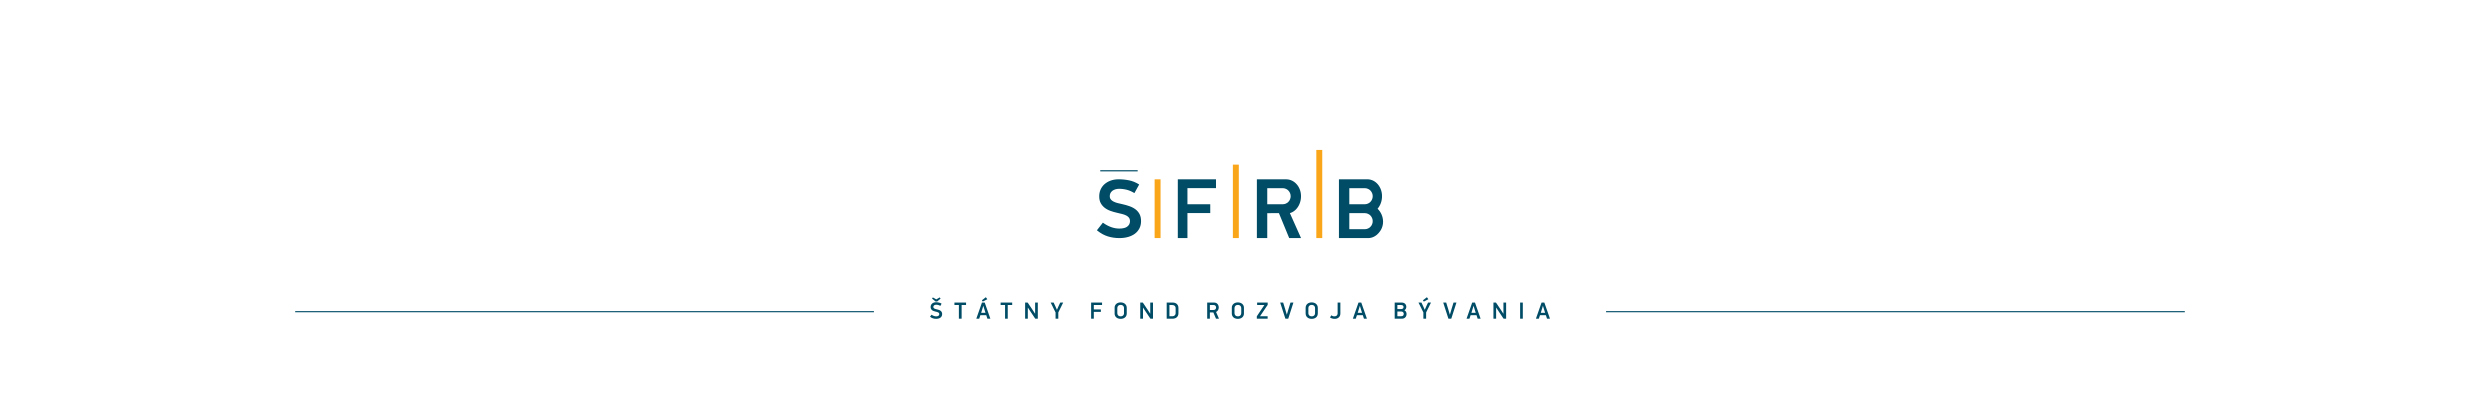 ŠFRB
ŠTÁTNY FOND ROZVOJA BÝVANIA